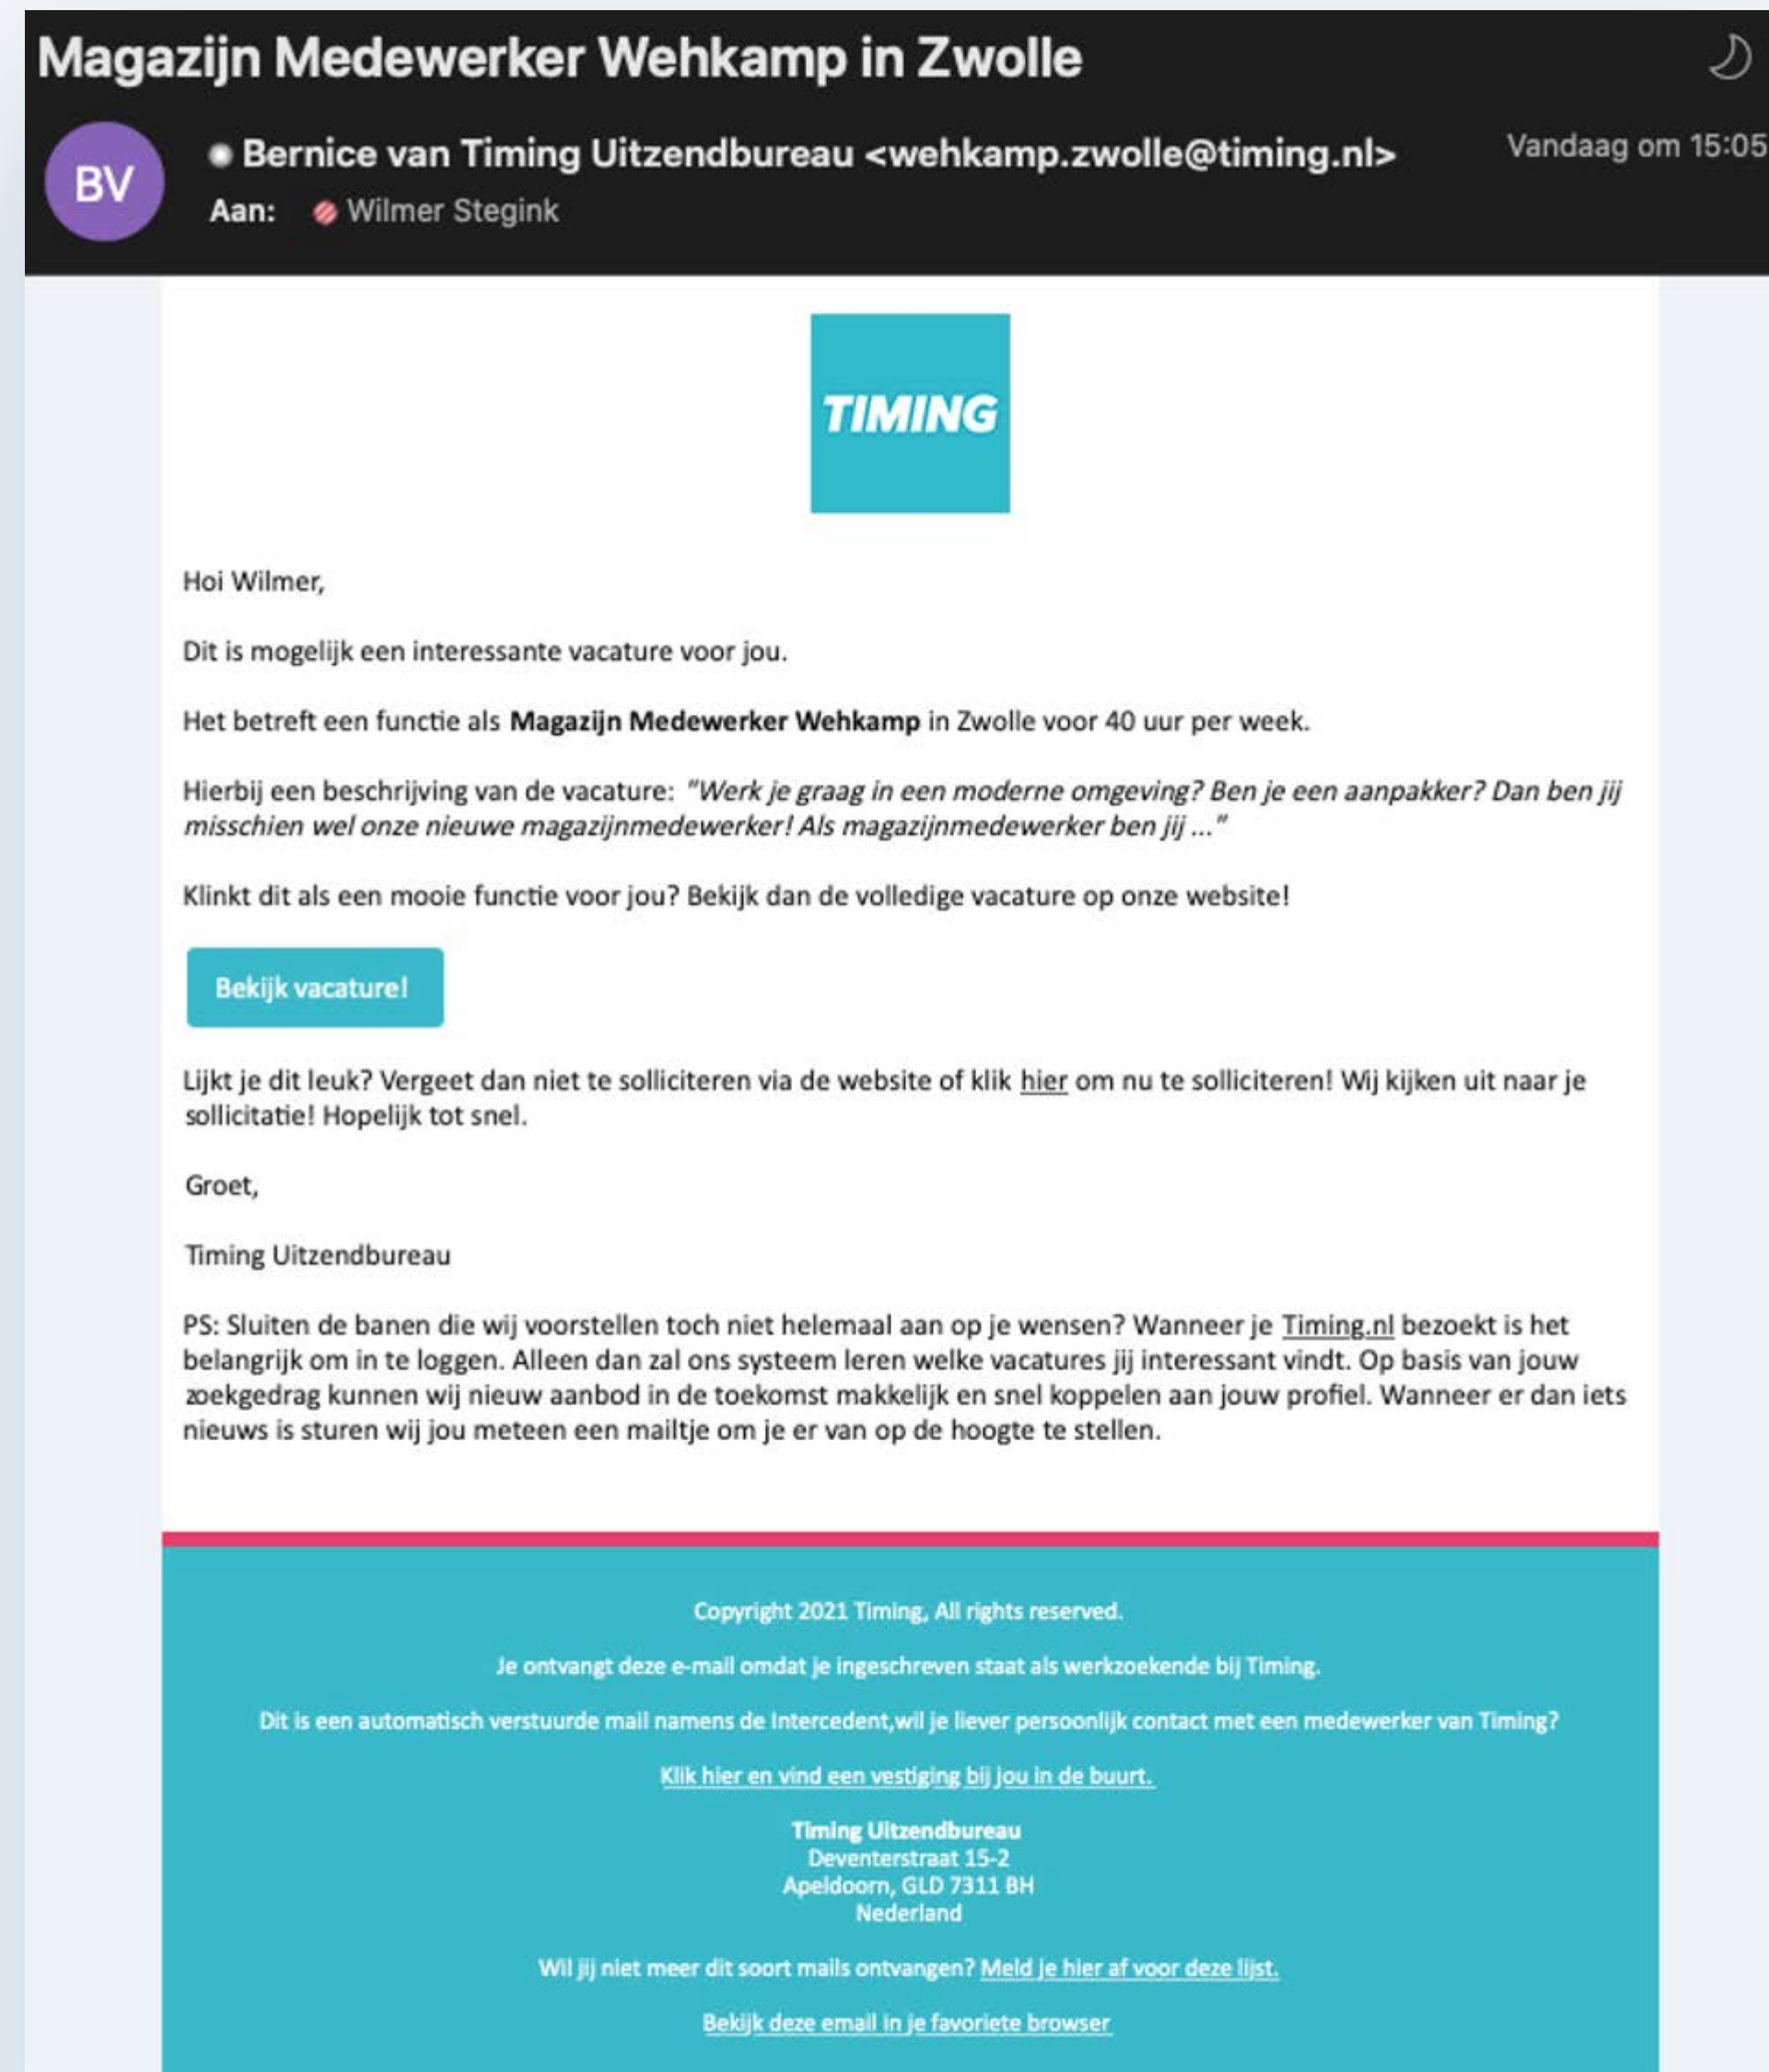 Magazijn Medewerker Wehkamp in Zwolle
BV
Bernice van Timing Uitzendbureau <wehkamp.zwolle@timing.nl>
Vandaag om 15:05
Aan: Wilmer Stegink
TIMING
Hoi Wilmer,
Dit is mogelijk een interessante vacature voor jou.
Het betreft een functie als Magazijn Medewerker Wehkamp in Zwolle voor 40 uur per week.
Hierbij een beschrijving van de vacature: "Werk je graag in een moderne omgeving? Ben je een aanpakker? Dan ben jij
misschien wel onze nieuwe magazijnmedewerker! Als magazijnmedewerker ben jij ..."
Klinkt dit als een mooie functie voor jou? Bekijk dan de volledige vacature op onze website!
Bekijk vacature!
Lijkt je dit leuk? Vergeet dan niet te solliciteren via de website of klik hier om nu te solliciteren! Wij kijken uit naar je
sollicitatie! Hopelijk tot snel.
Groet,
Timing Uitzendbureau
PS: Sluiten de banen die wij voorstellen toch niet helemaal aan op je wensen? Wanneer je Timing.nl bezoekt is het
belangrijk om in te loggen. Alleen dan zal ons systeem leren welke vacatures jij interessant vindt. Op basis van jouw
zoekgedrag kunnen wij nieuw aanbod in de toekomst makkelijk en snel koppelen aan jouw profiel. Wanneer er dan iets
nieuws is sturen wij jou meteen een mailtje om je er van op de hoogte te stellen.
Copyright 2021 Timing, All rights reserved.
Je ontvangt deze e-mail omdat je ingeschreven staat als werkzoekende bij Timing.
Dit is een automatisch verstuurde mail namens de Intercedent,wil je liever persoonlijk contact met een medewerker van Timing?
Klik hier en vind een vestiging bij jou in de buurt.
Timing Uitzendbureau
Deventerstraat 15-2
Apeldoorn, GLD 7311 BH
Nederland
Wil jij niet meer dit soort mails ontvangen? Meld je hier af voor deze lijst.
Bekijk deze email in je favoriete browser